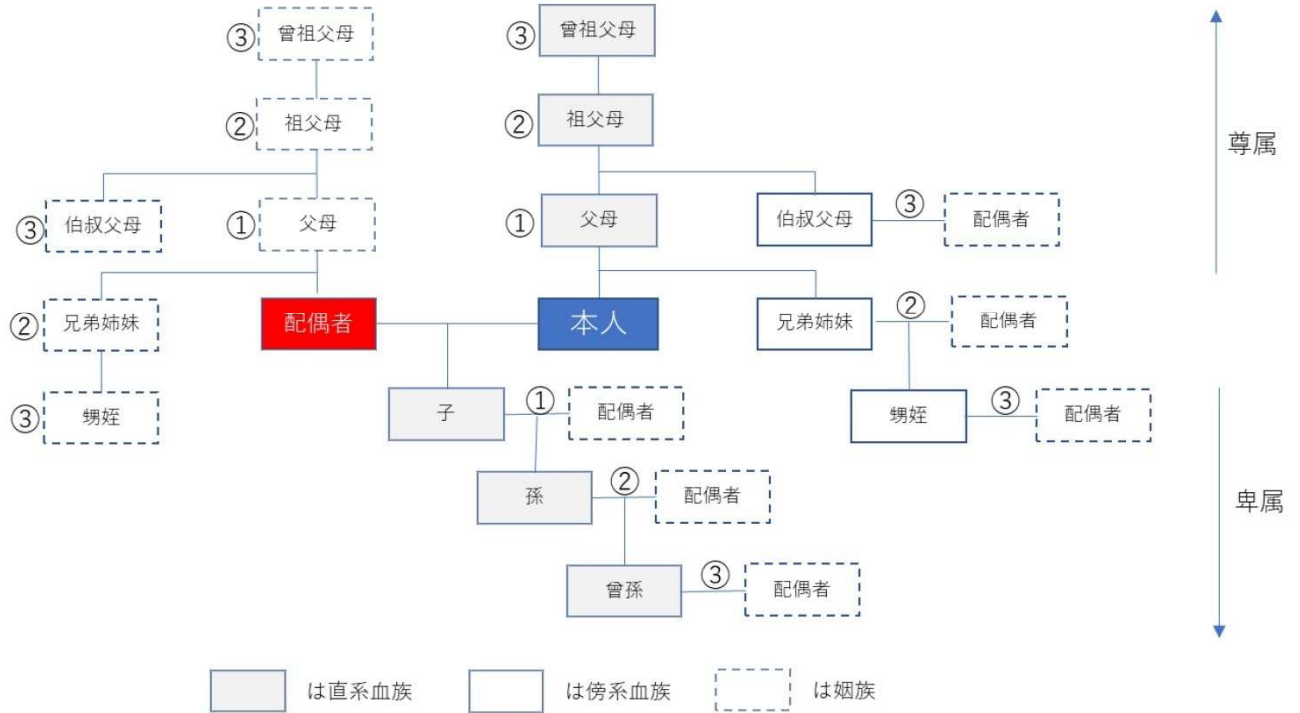 ③ 曾祖父母 ③ 曾祖父母
② 祖父母 ② 祖父母
尊属
③ 伯叔父母 ① 父母 ① 父母 伯叔父母 ③ 配偶者
② 兄弟姉妹 配偶者 本人 兄弟姉妹 ② 配偶者
③ 甥姪 子 ① 配偶者 甥姪 ③ 配偶者
孫 ② 配偶者
卑属
曾孫 ③ 配偶者
は直系血族 は傍系血族 は姻族